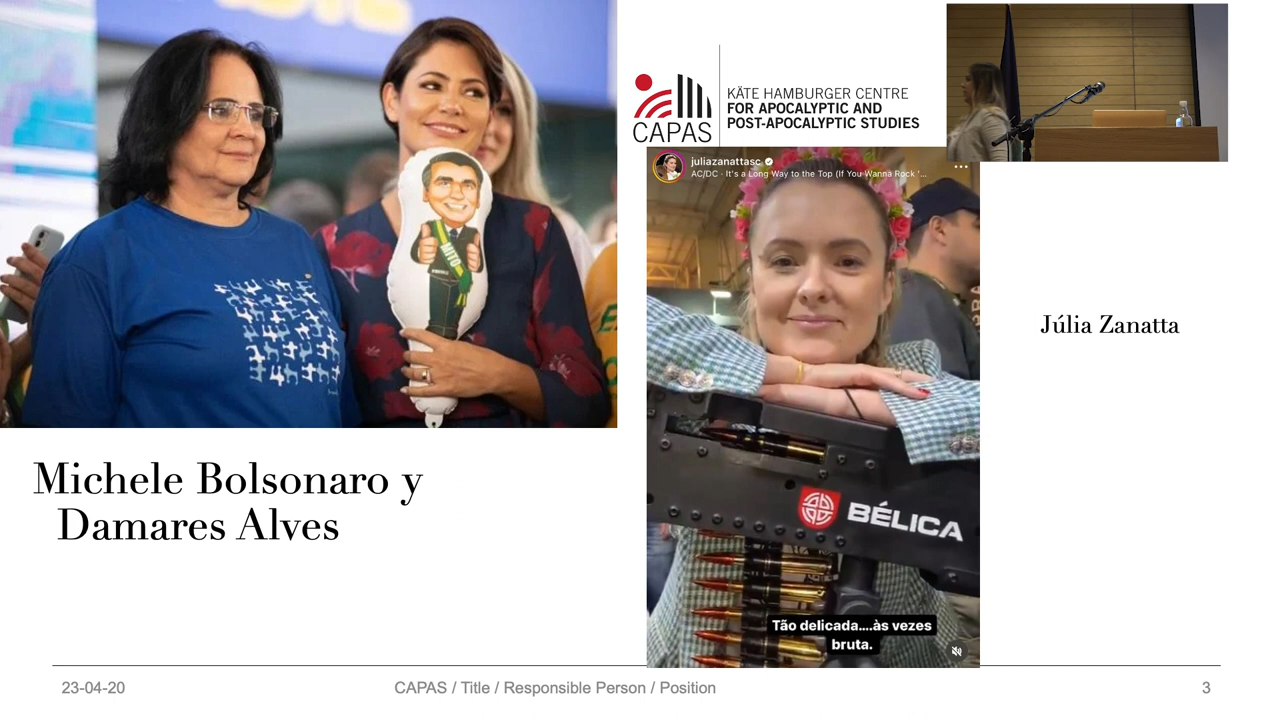 KÄTE HAMBURGER CENTRE
FOR APOCALYPTIC AND
POST-APOCALYPTIC STUDIES
CAPAS
juliazanattasc
AC/DC · It's a Long Way to the Top (If You Wanna Rock '...
MITO
Júlia Zanatta
BÉLICA
Michele Bolsonaro y
Damares Alves
Tão delicada....às vezes
bruta.
23-04-20
CAPAS / Title / Responsible Person / Position
3